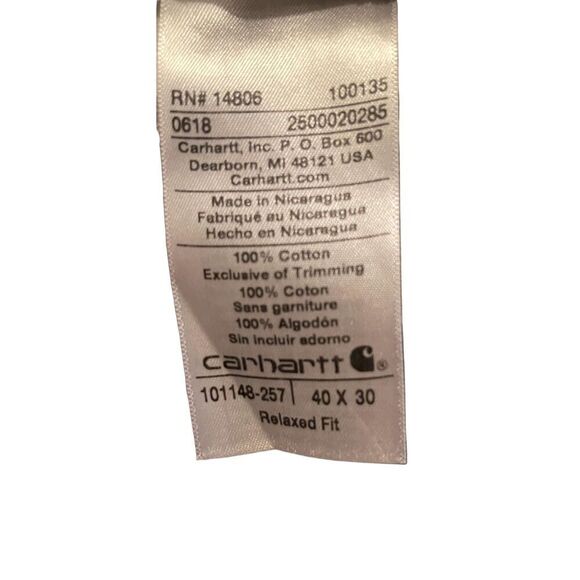 RN# 14806 100135
0618 2500020285
Carhartt, Inc. P. O. Box 600
Dearborn, MI 48121 USA
Carhartt.com
Made in Nicaragua
Fabriqué au Nicaragua
Hecho en Nicaragua
100% Cotton
Exclusive of Trimming
100% Coton
Sans garniture
100% Algodón
Sin incluir adorno
carhartt ®
101148-257 | 40 X 30
Relaxed Fit